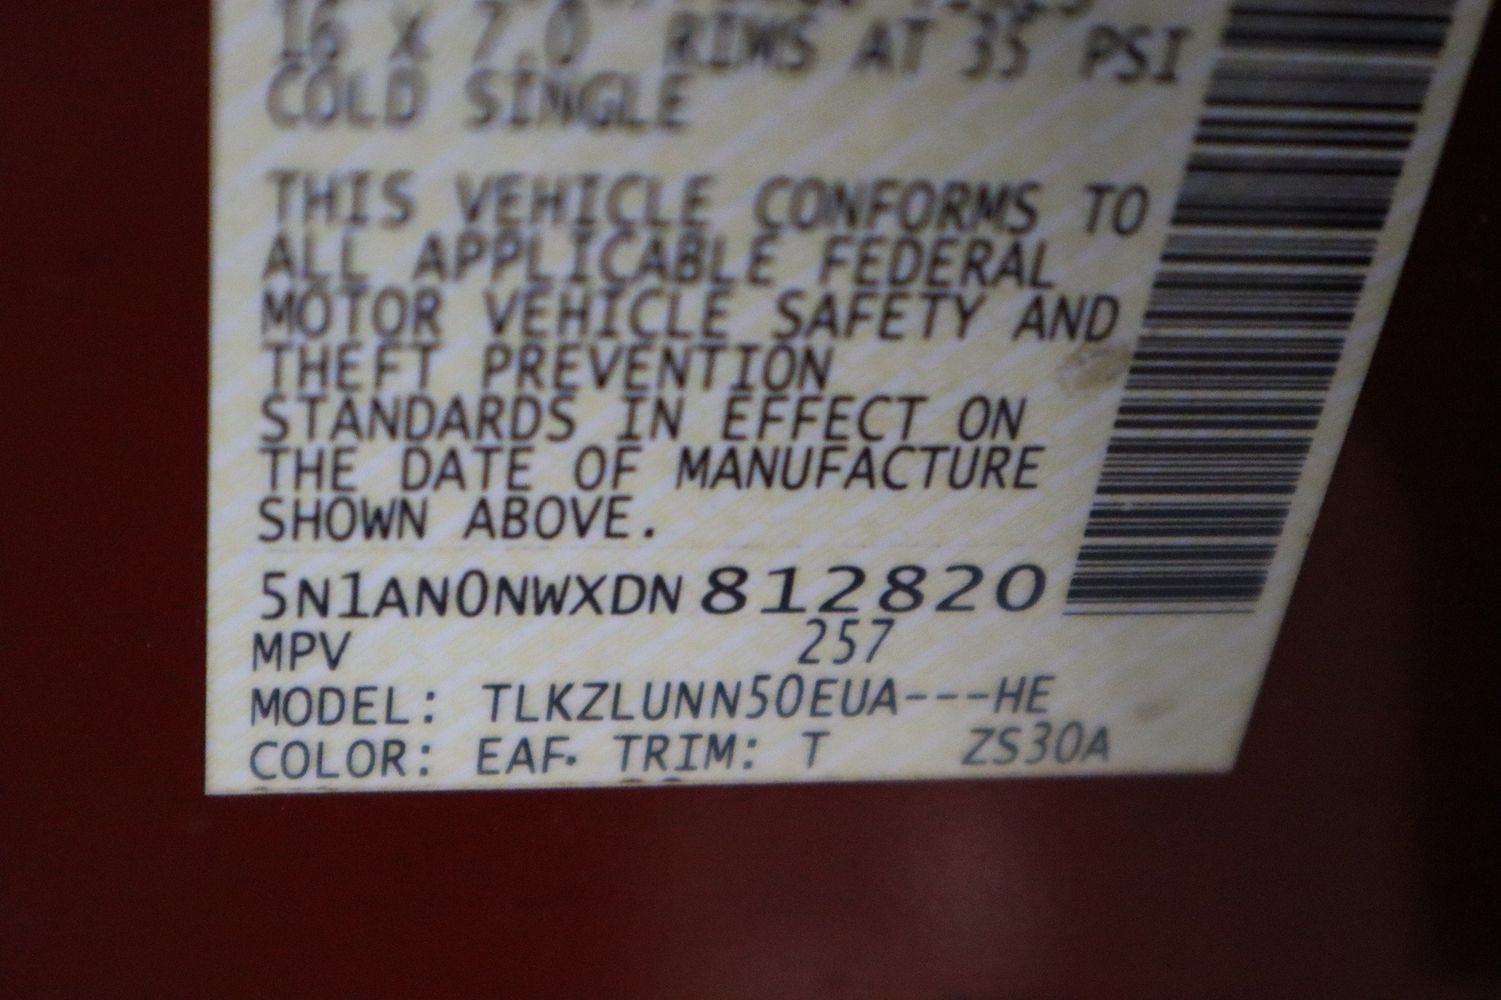 16 X 7.0 RIMS AT 35 PSI
COLD SINGLE
THIS VEHICLE CONFORMS TO
ALL APPLICABLE FEDERAL
MOTOR VEHICLE SAFETY AND
THEFT PREVENTION
STANDARDS IN EFFECT ON
THE DATE OF MANUFACTURE
SHOWN ABOVE.
5N1AN0NWXDN812820
MPV 257
MODEL: TLKZLUNN50EUA---HE
COLOR: EAF TRIM: T ZS30A